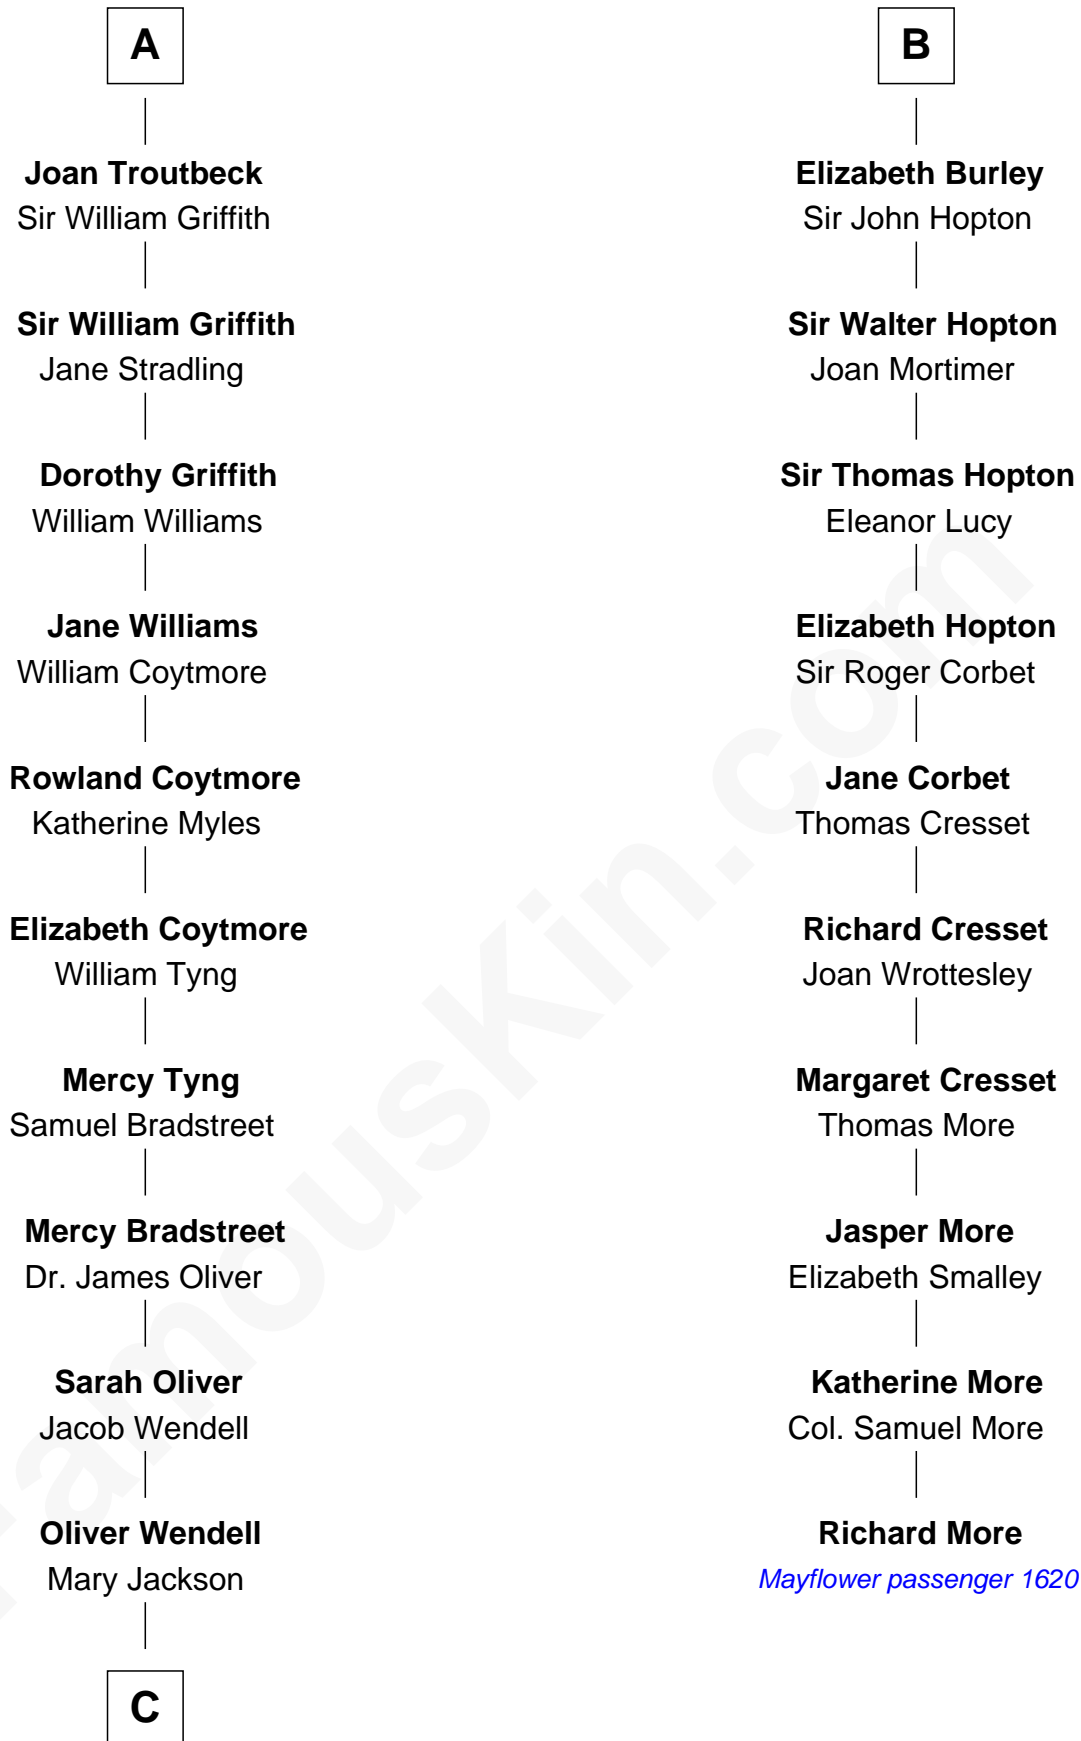 A
Joan Troutbeck
Sir William Griffith
Sir William Griffith
Jane Stradling
Dorothy Griffith
William Williams
Jane Williams
William Coytmore
Rowland Coytmore
Katherine Myles
Elizabeth Coytmore
William Tyng
Mercy Tyng
Samuel Bradstreet
Mercy Bradstreet
Dr. James Oliver
Sarah Oliver
Jacob Wendell
Oliver Wendell
Mary Jackson
C
B
Elizabeth Burley
Sir John Hopton
Sir Walter Hopton
Joan Mortimer
Sir Thomas Hopton
Eleanor Lucy
Elizabeth Hopton
Sir Roger Corbet
Jane Corbet
Thomas Cresset
Richard Cresset
Joan Wrottesley
Margaret Cresset
Thomas More
Jasper More
Elizabeth Smalley
Katherine More
Col. Samuel More
Richard More
Mayflower passenger 1620
FamousKin.com